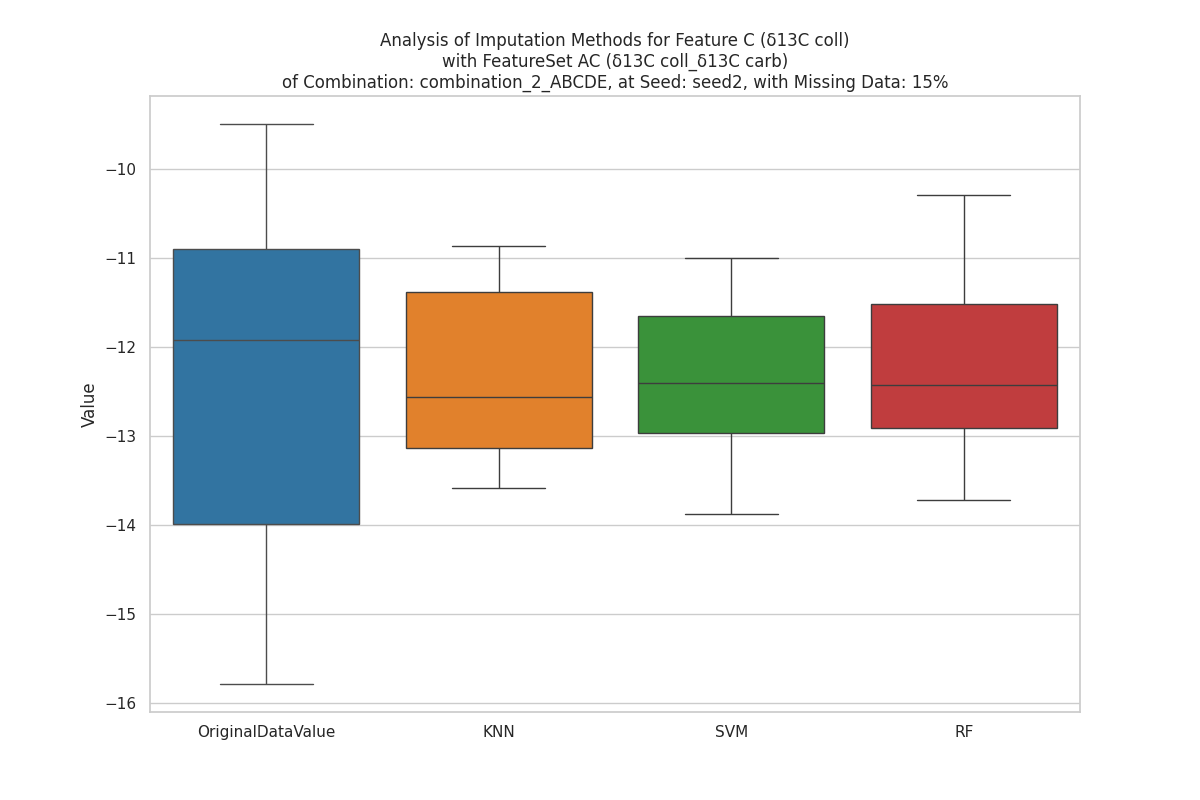 Analysis of Imputation Methods for Feature C (δ13C coll)
with FeatureSet AC (δ13C coll_δ13C carb)
of Combination: combination_2_ABCDE, at Seed: seed2, with Missing Data: 15%
Value
−10
−11
−12
−13
−14
−15
−16
OriginalDataValue
KNN
SVM
RF